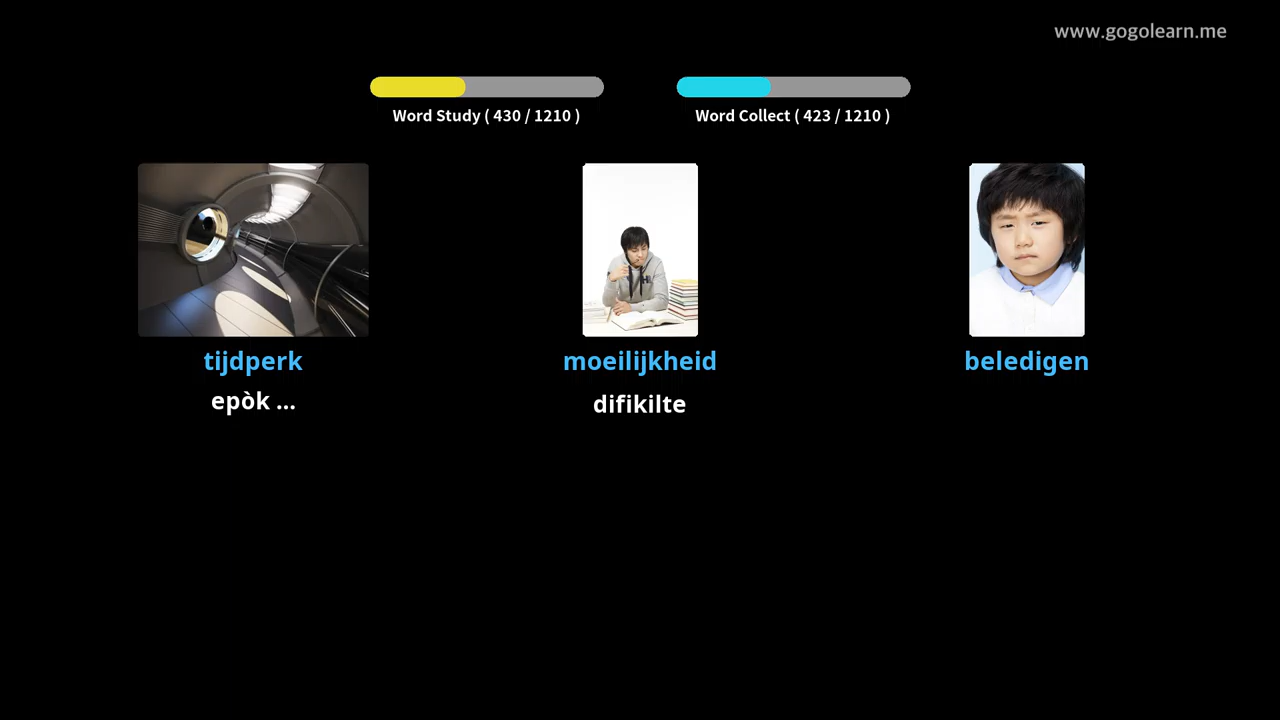 www.gogolearn.me
Word Study ( 430 / 1210 )
Word Collect ( 423 / 1210 )
tijdperk
moeilijkheid
beledigen
epòk ...
difikilte